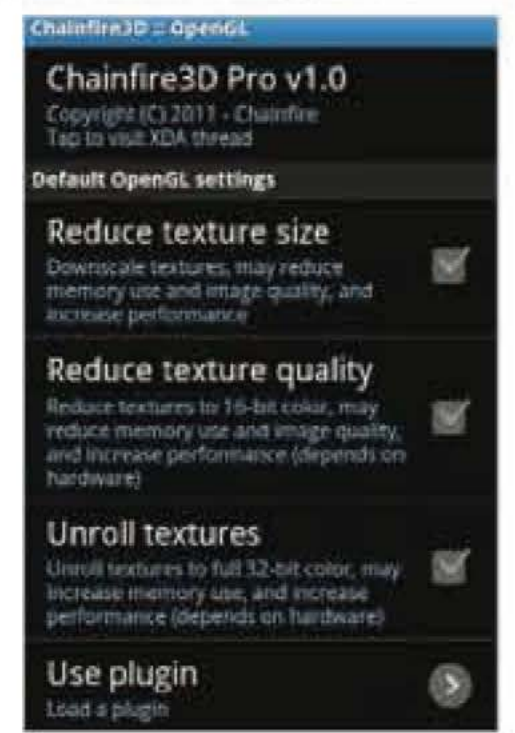 Chainfire3D :: OpenGL
Chainfire3D Pro v1.0
Copyright (C) 2011 - Chainfire
Tap to visit XDA thread
Default OpenGL settings
Reduce texture size
Downscale textures, may reduce
memory use and image quality, and
increase performance
Reduce texture quality
Reduce textures to 16-bit color, may
reduce memory use and image quality,
and increase performance (depends on
hardware)
Unroll textures
Unroll textures to full 32-bit color, may
increase memory use, and increase
performance (depends on hardware)
Use plugin
Load a plugin